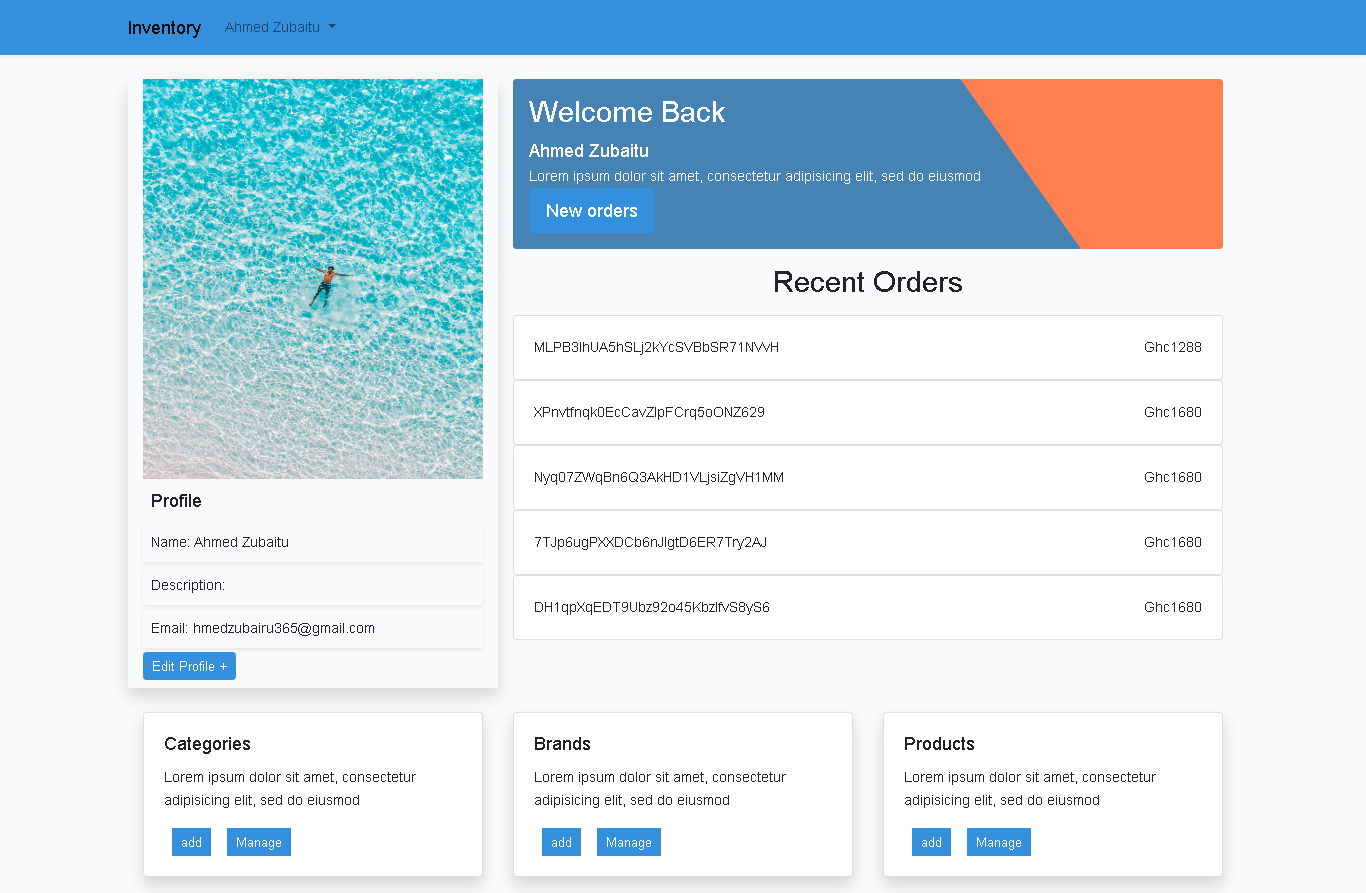 Inventory Ahmed Zubaitu
Welcome Back
Ahmed Zubaitu
Lorem ipsum dolor sit amet, consectetur adipisicing elit, sed do eiusmod
New orders
Recent Orders
Ghc1288
XPnvtfnqk0EcCavZlpFCrq5oONZ629 Ghc1680
Nyq07ZWqBn6Q3AkHD1VLjsiZgVH1MM Ghc1680
Ghc1680
Ghc1680
Profile
Name: Ahmed Zubaitu
Description:
Email: hmedzubairu365@gmail.com
Edit Profile +
Categories
Lorem ipsum dolor sit amet, consectetur
adipisicing elit, sed do eiusmod
add Manage
Brands
Lorem ipsum dolor sit amet, consectetur
adipisicing elit, sed do eiusmod
add Manage
Products
Lorem ipsum dolor sit amet, consectetur
adipisicing elit, sed do eiusmod
add Manage